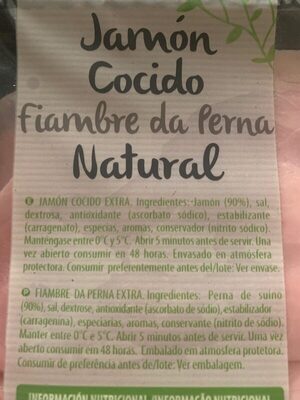 Jamón
Cocido
Fiambre da Perna
Natural
E JAMÓN COCIDO EXTRA. Ingredientes: Jamón (90%), sal,
dextrosa, antioxidante (ascorbato sódico), estabilizante
(carragenato), especias, aromas, conservador (nitrito sódico).
Manténgase entre 0°C y 5°C. Abrir 5 minutos antes de servir. Una
vez abierto consumir en 48 horas. Envasado en atmósfera
protectora. Consumir preferentemente antes del/lote: Ver envase.
P FIAMBRE DA PERNA EXTRA. Ingredientes: Perna de suíno
(90%), sal, dextrose, antioxidante (ascorbato de sódio), estabilizador
(carragenina), especiarias, aromas, conservante (nitrito de sódio).
Manter entre 0°C e 5°C. Abrir 5 minutos antes de servir. Uma vez
aberto consumir em 48 horas. Embalado em atmosfera protetora.
Consumir de preferência antes de/lote: Ver embalagem.
INFORMACIÓN NUTRICIONAL /INFORMAÇÃO NUTRICIONAL